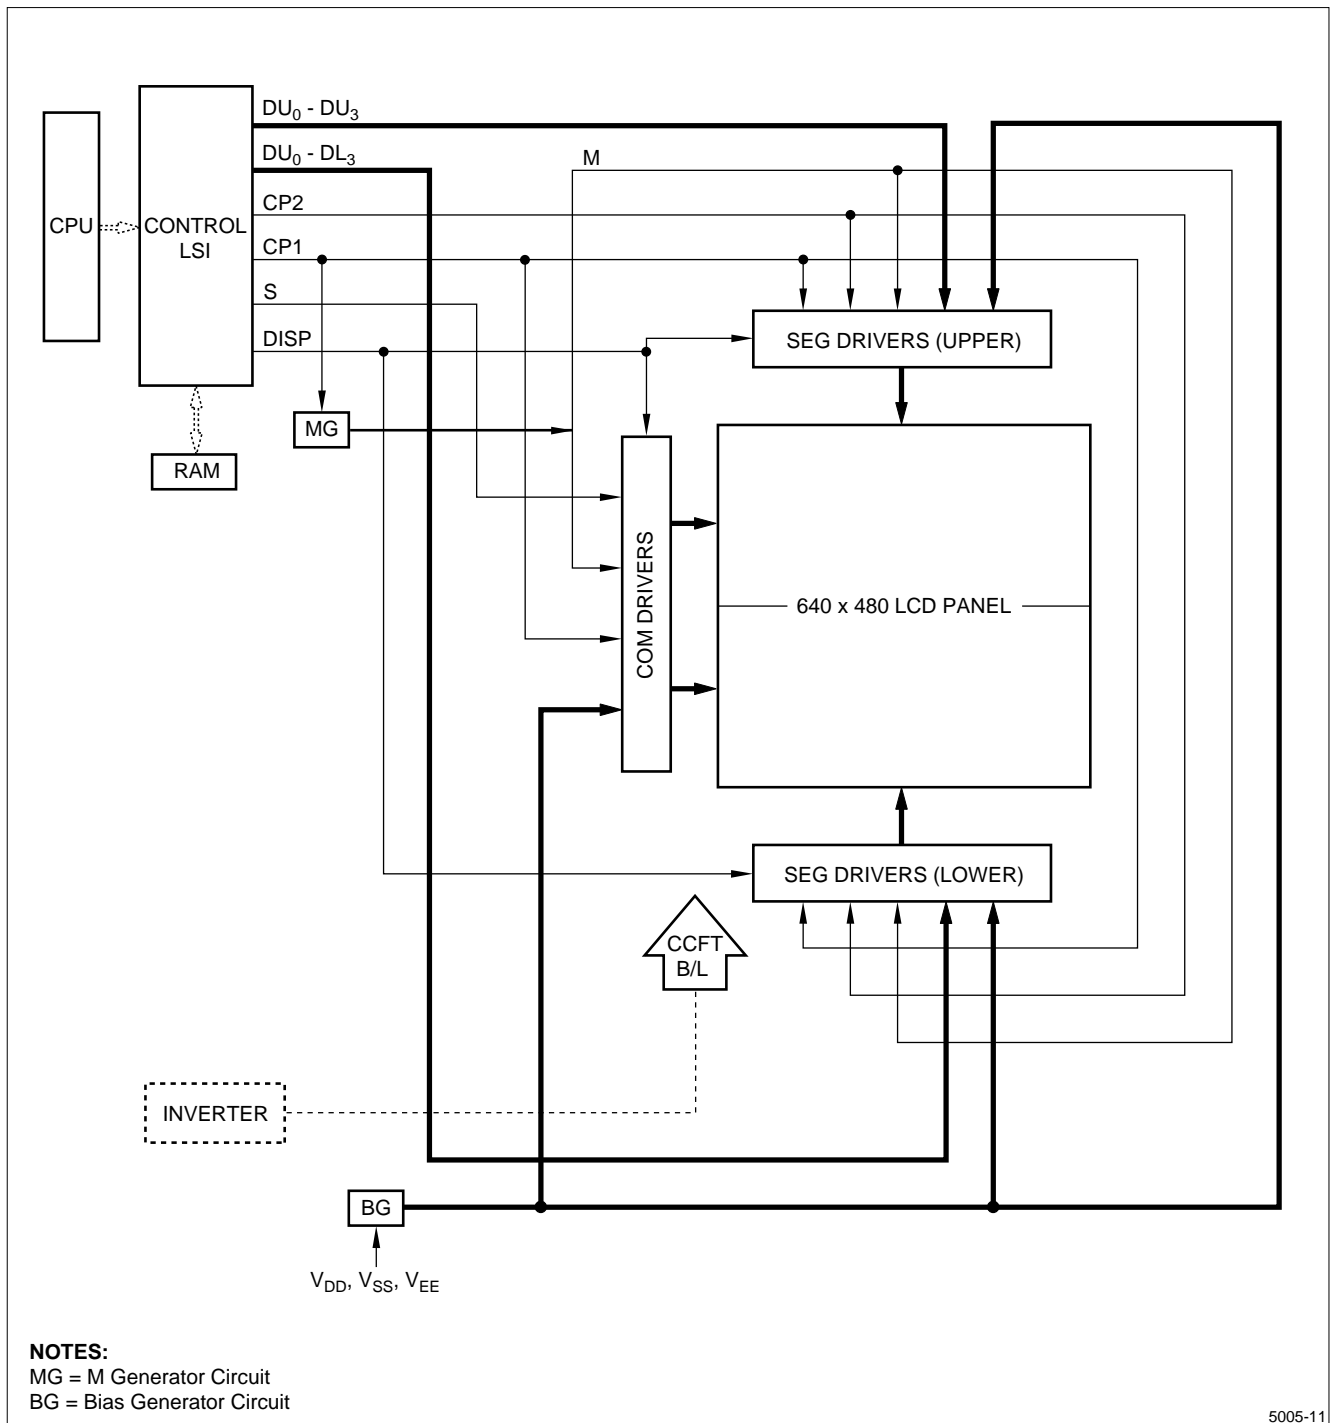 DU0 - DU3
DU0 - DL3
M
CP2
CPU
CONTROL
LSI
CP1
S
DISP
SEG DRIVERS (UPPER)
MG
RAM
COM DRIVERS
640 x 480 LCD PANEL
SEG DRIVERS (LOWER)
CCFT
B/L
INVERTER
BG
VDD, VSS, VEE
NOTES:
MG = M Generator Circuit
BG = Bias Generator Circuit
5005-11